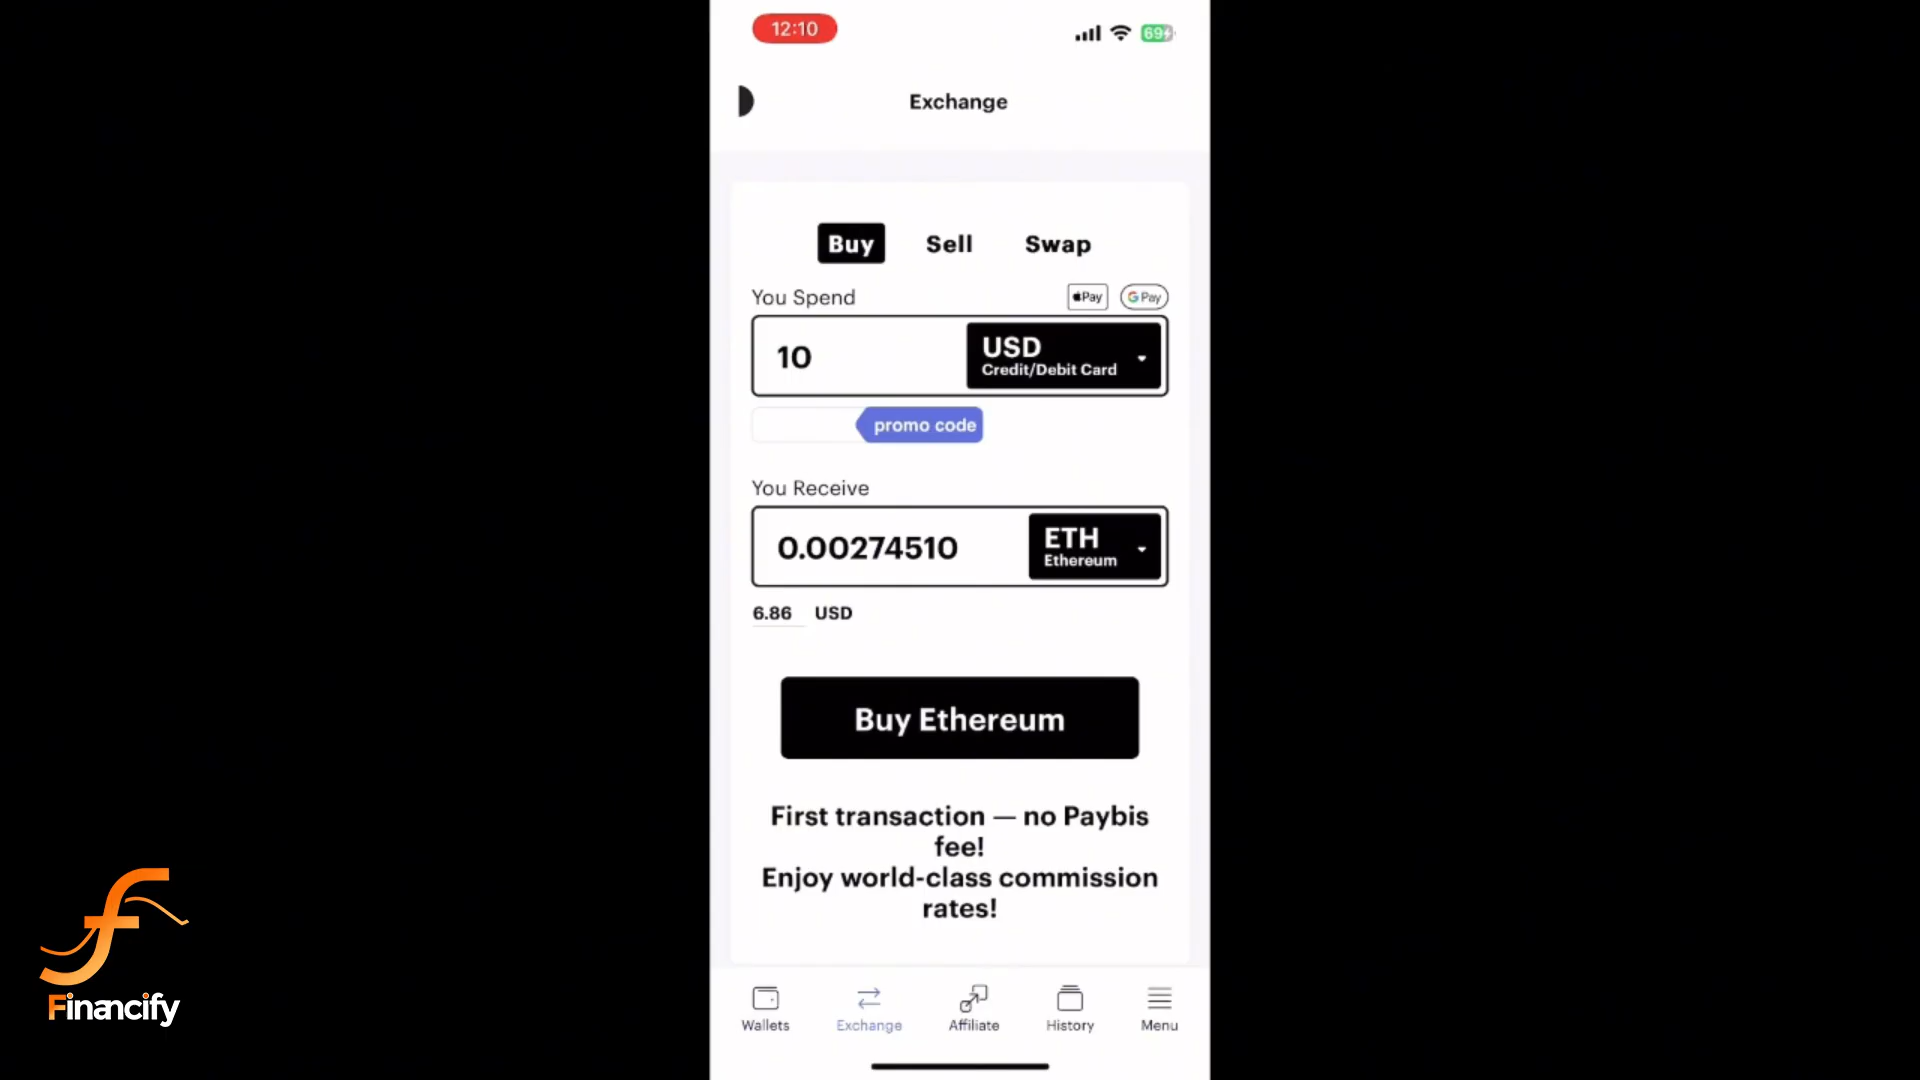 12:10
69
Exchange
Buy Sell Swap
You Spend
Pay
G Pay
10
USD
Credit/Debit Card
promo code
You Receive
0.00274510
ETH
Ethereum
6.86 USD
Buy Ethereum
First transaction — no Paybis
fee!
Enjoy world-class commission
rates!
Wallets Exchange Affiliate History Menu
f
Financify